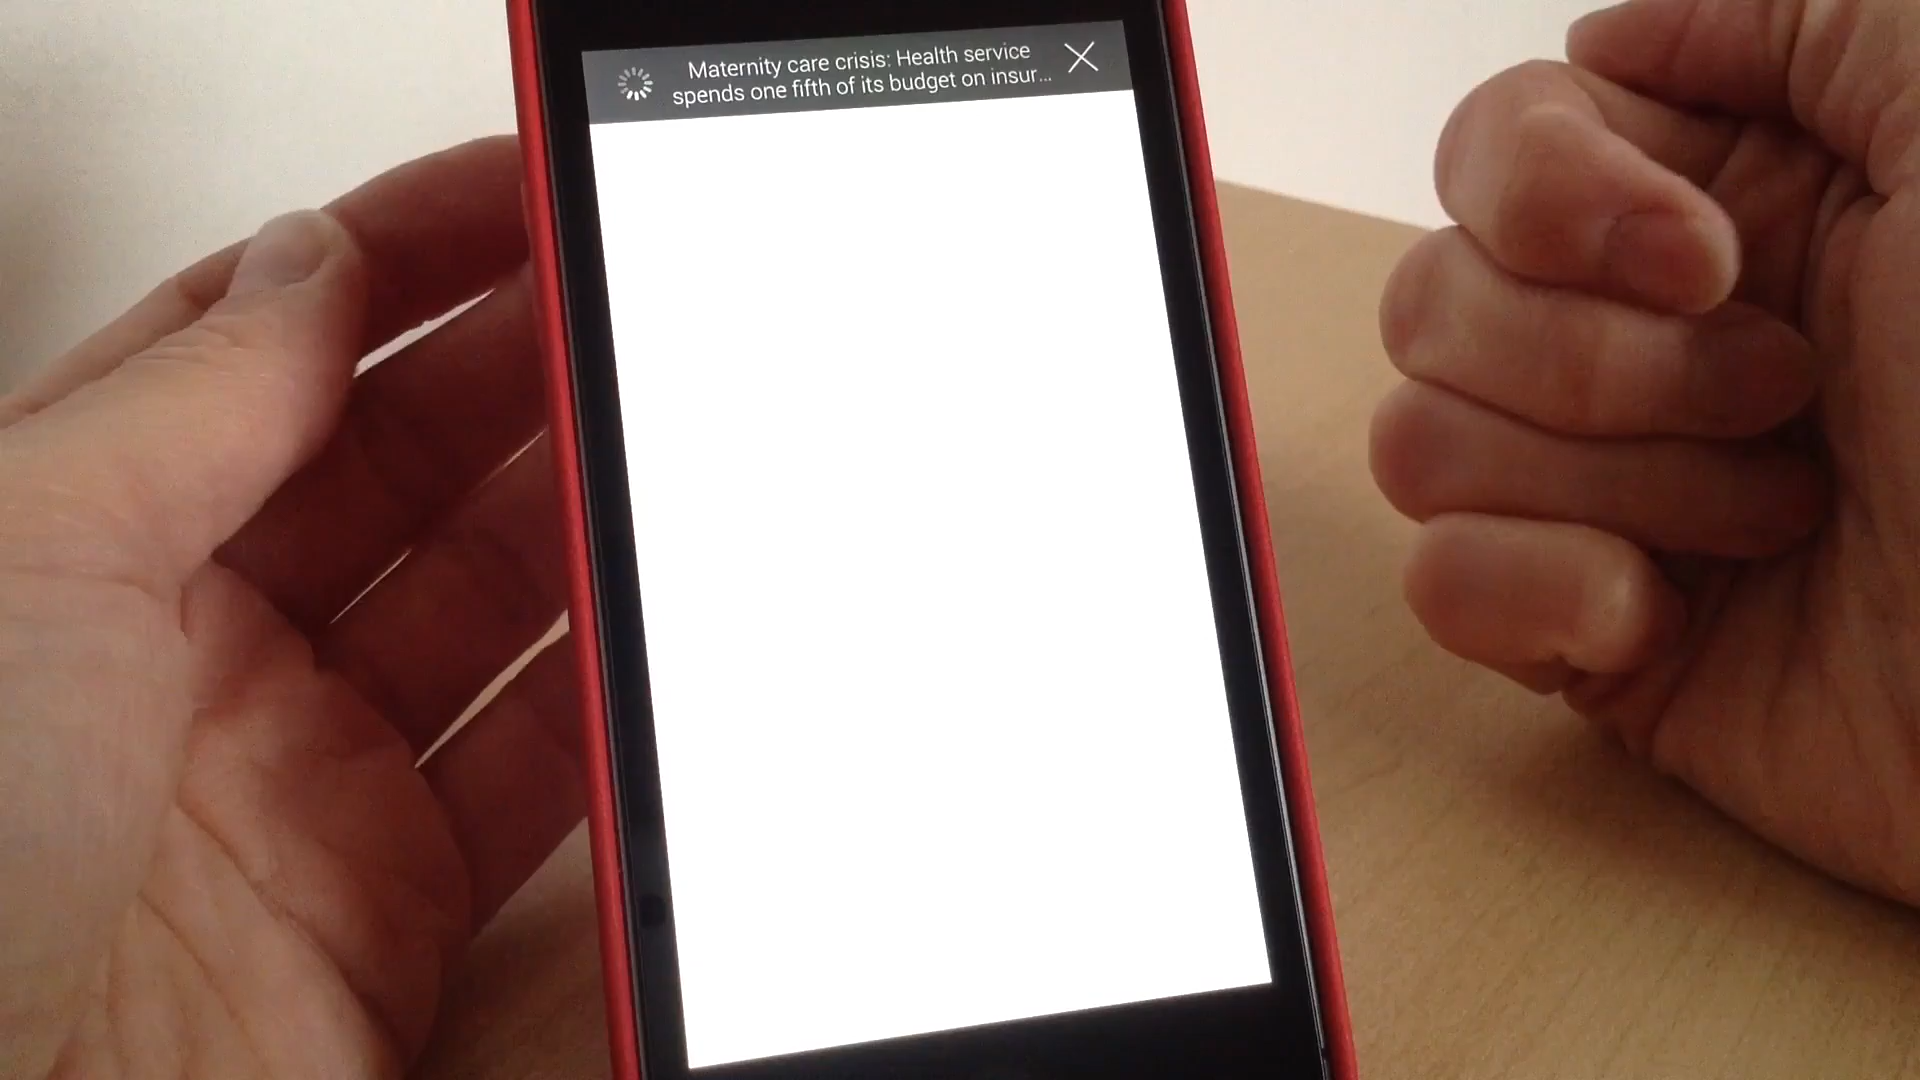 Maternity care crisis: Health service
spends one fifth of its budget on insur...